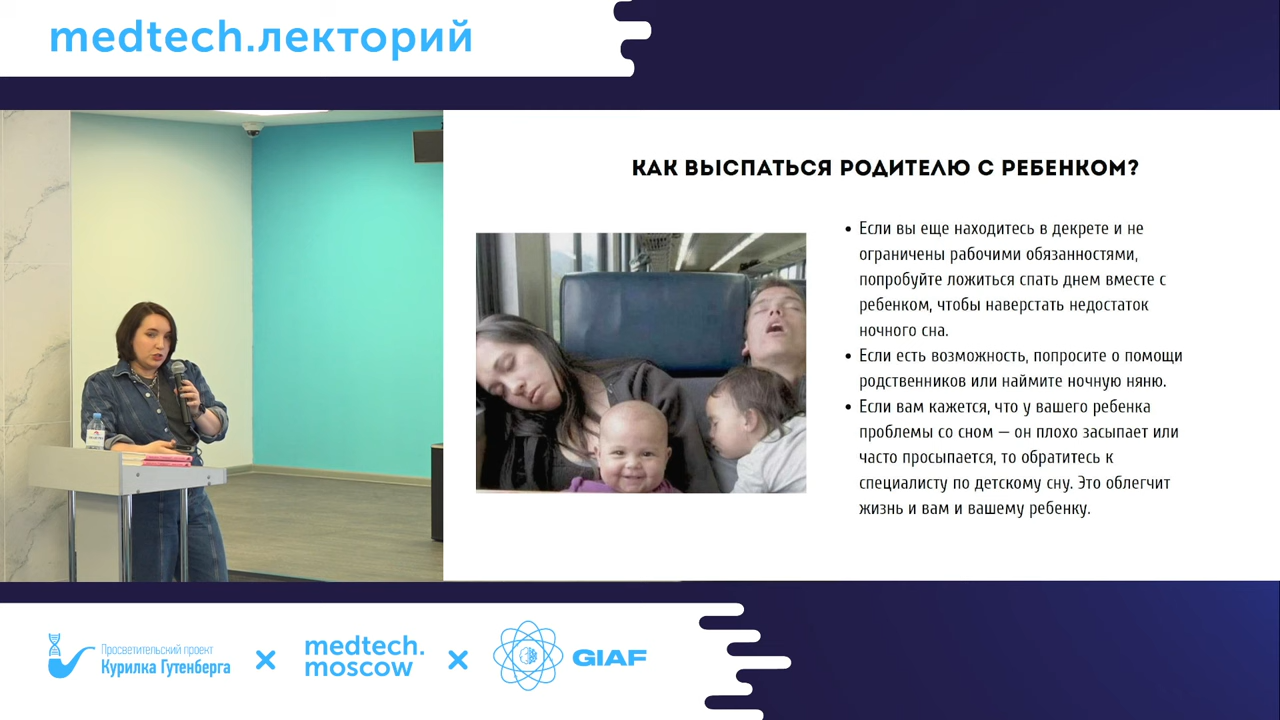 medtech.лекторий
КАК ВЫСПАТЬСЯ РОДИТЕЛЮ С РЕБЕНКОМ?
• Если вы еще находитесь в декрете и не
ограничены рабочими обязанностями,
попробуйте ложиться спать днем вместе с
ребенком, чтобы наверстать недостаток
ночного сна.
• Если есть возможность, попросите о помощи
родственников или наймите ночную няню.
• Если вам кажется, что у вашего ребенка
проблемы со сном — он плохо засыпает или
часто просыпается, то обратитесь к
специалисту по детскому сну. Это облегчит
жизнь и вам и вашему ребенку.
Просветительский проект
Курилка Гутенберга
medtech.
moscow
GIAF